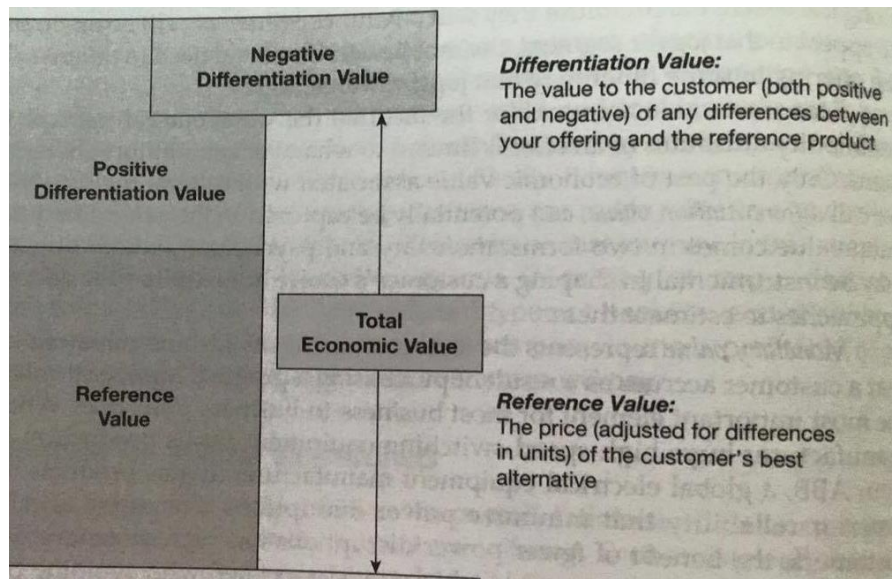 Negative
Differentiation Value
Differentiation Value:
The value to the customer (both positive
and negative) of any differences between
your offering and the reference product
Positive
Differentiation Value
Total
Economic Value
Reference
Value
Reference Value:
The price (adjusted for differences
in units) of the customer's best
alternative